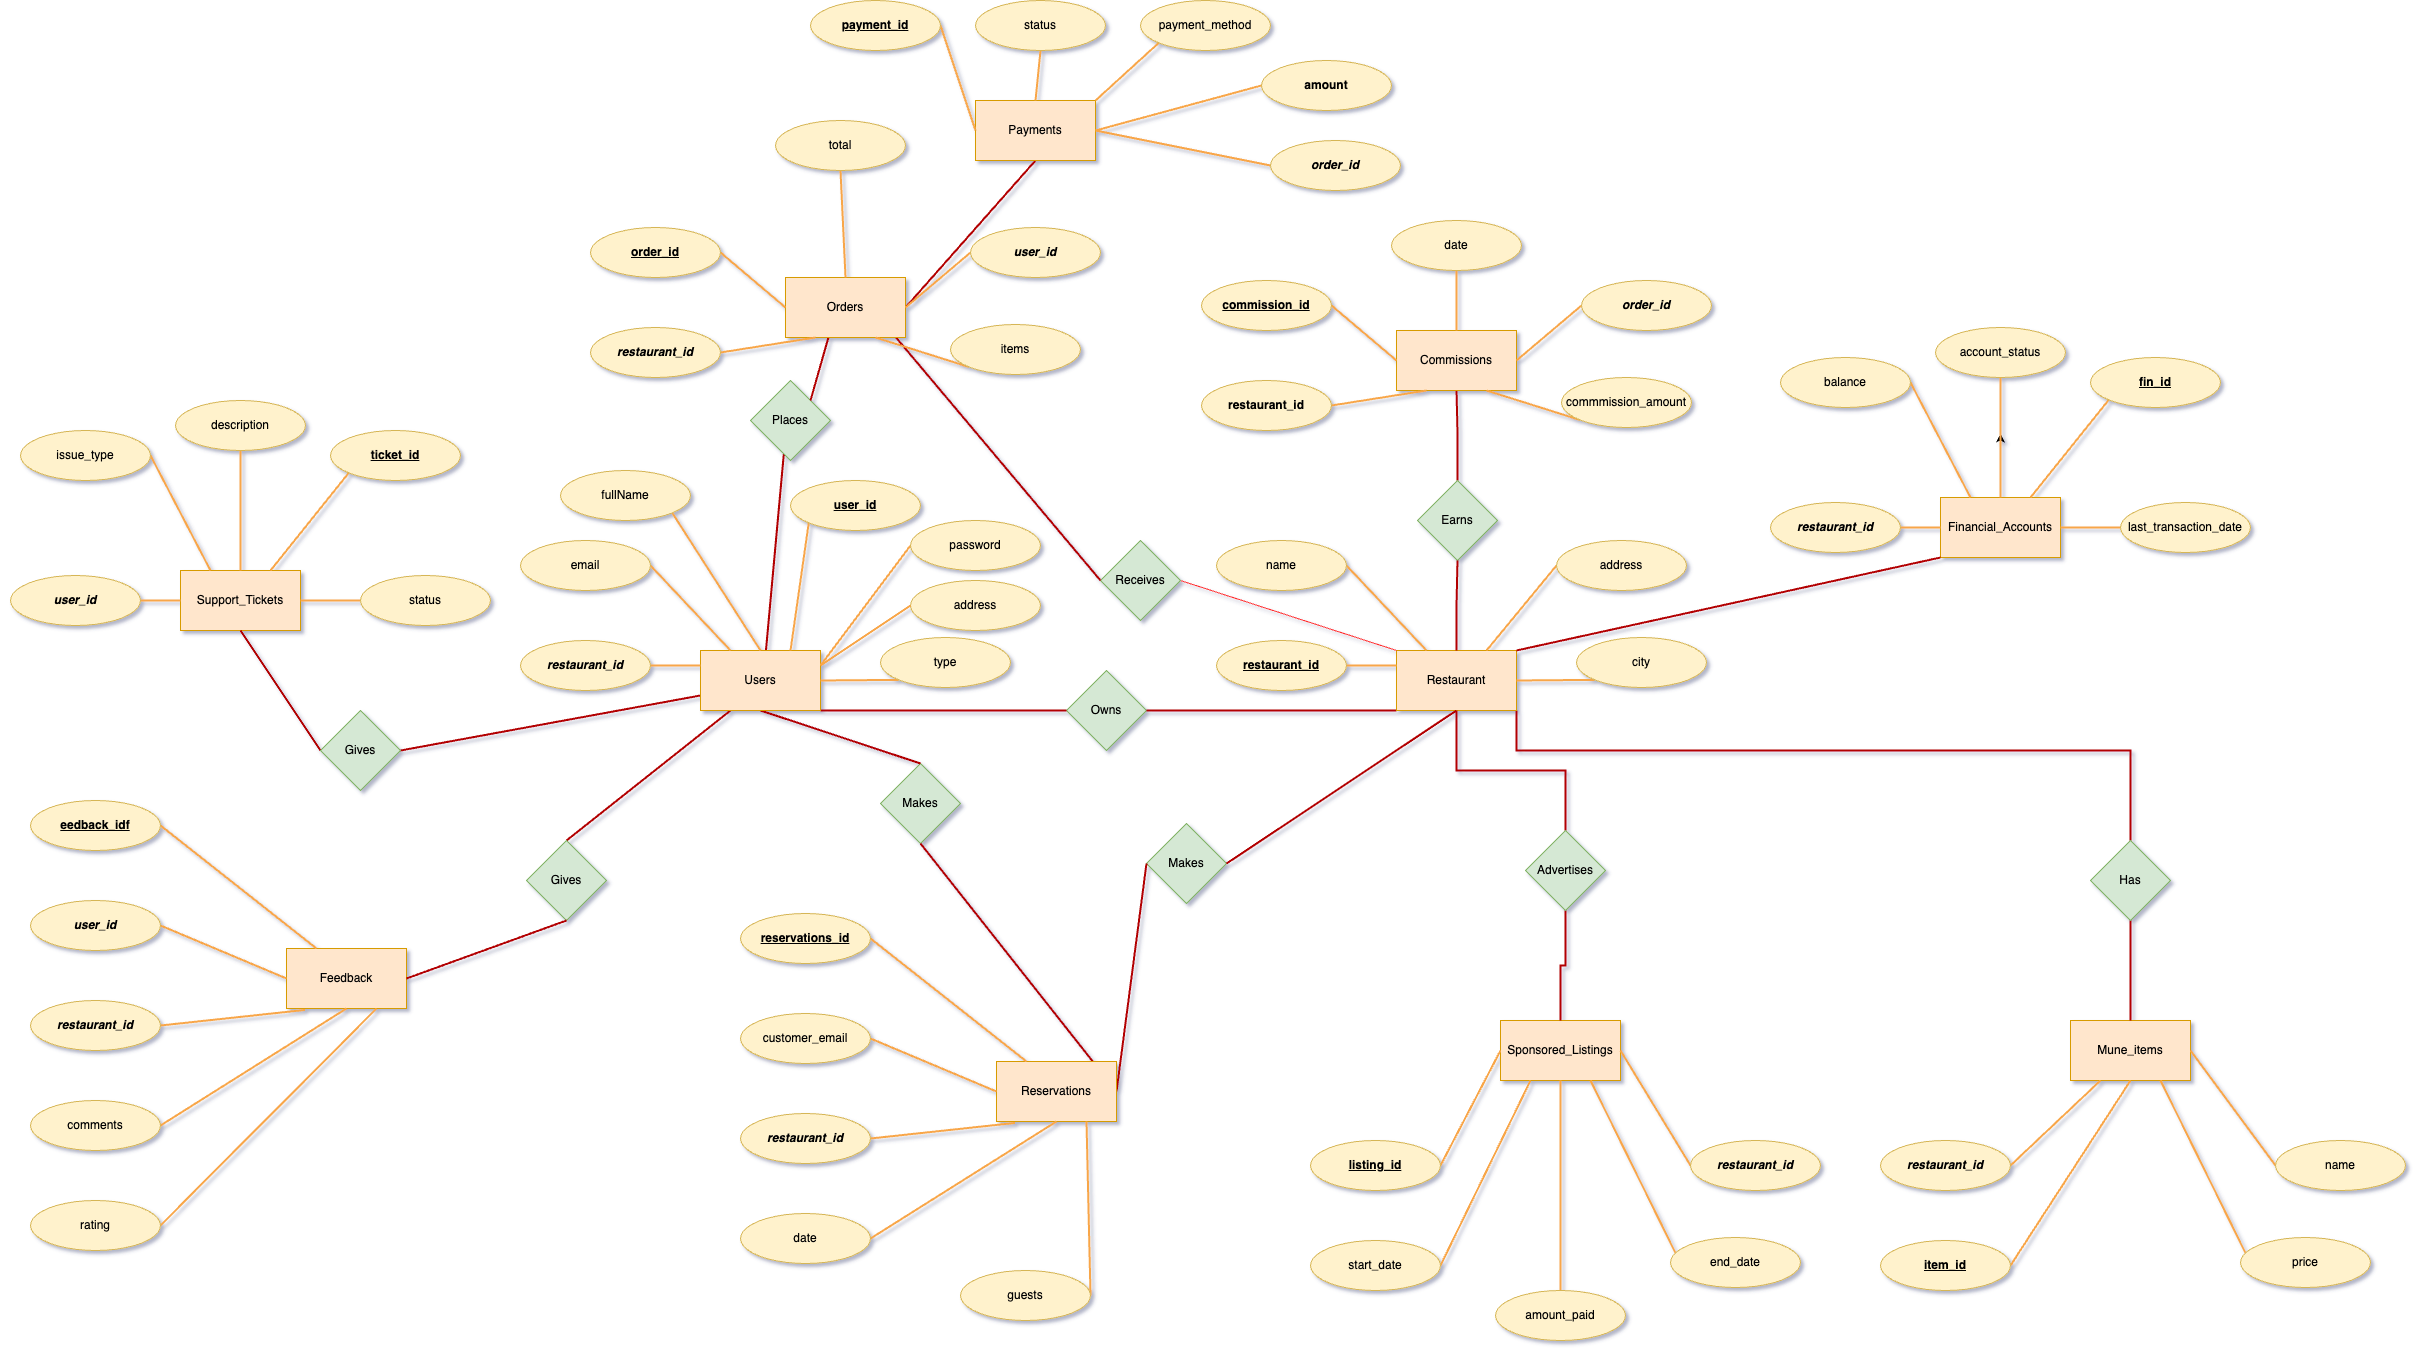 payment_id
status
payment_method
amount
order_id
Payments
total
order_id
user_id
Orders
restaurant_id
items
Places
date
commission_id
order_id
Commissions
restaurant_id
commmission_amount
Earns
account_status
balance
fin_id
Financial_Accounts
restaurant_id
last_transaction_date
description
issue_type
ticket_id
user_id
Support_Tickets
status
fullName
user_id
email
password
address
restaurant_id
type
Users
Receives
name
address
restaurant_id
city
Restaurant
Owns
Gives
Makes
Makes
Gives
Advertises
Has
eedback_idf
user_id
Feedback
restaurant_id
comments
rating
reservations_id
customer_email
Reservations
restaurant_id
date
guests
Sponsored_Listings
listing_id
restaurant_id
start_date
end_date
amount_paid
Mune_items
restaurant_id
name
item_id
price